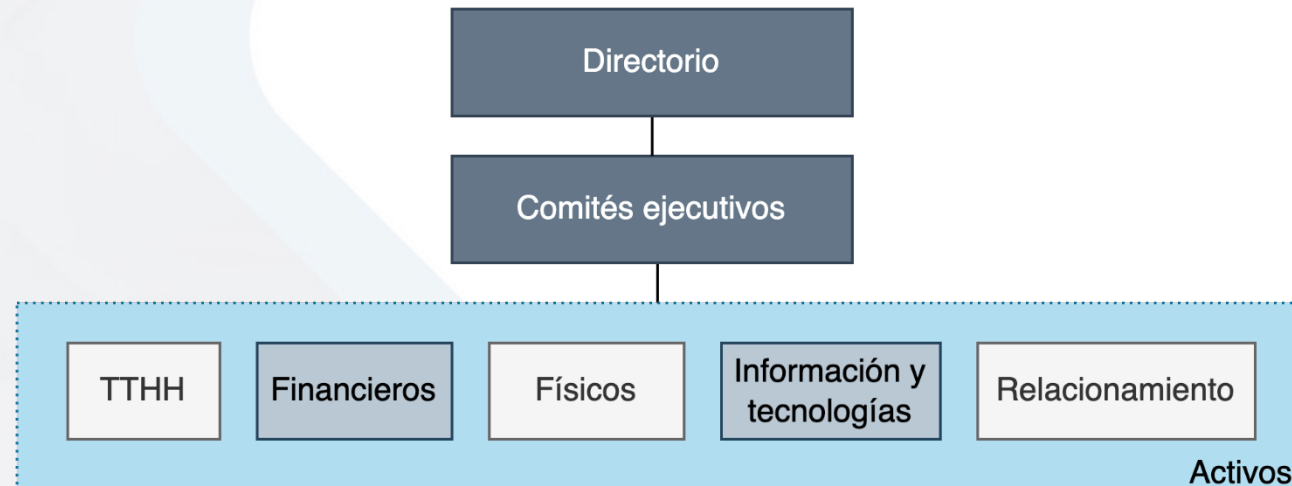 Directorio
Comités ejecutivos
TTHH
Financieros
Físicos
Información y
tecnologías
Relacionamiento
Activos